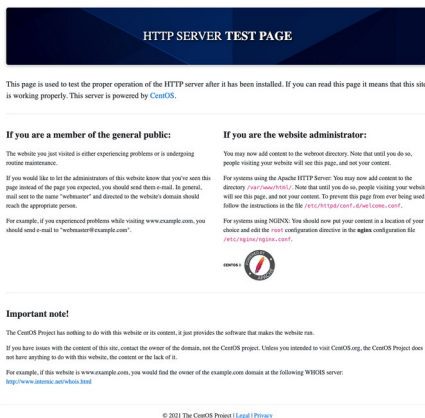 HTTP SERVER TEST PAGE
This page is used to test the proper operation of the HTTP server after it has been installed. If you can read this page it means that this site
is working properly. This server is powered by CentOS.
If you are a member of the general public:
The website you just visited is either experiencing problems or is undergoing
routine maintenance.
If you would like to let the administrators of this website know that you've seen this
page instead of the page you expected, you should send them e-mail. In general,
mail sent to the name "webmaster" and directed to the website's domain should
reach the appropriate person.
For example, if you experienced problems while visiting www.example.com, you
should send e-mail to "webmaster@example.com".
If you are the website administrator:
You may now add content to the webroot directory. Note that until you do so,
people visiting your website will see this page, and not your content.
For systems using the Apache HTTP Server: You may now add content to the
directory /var/www/html/. Note that until you do so, people visiting your website
will see this page, and not your content. To prevent this page from ever being used,
follow the instructions in the file /etc/httpd/conf.d/welcome.conf.
For systems using NGINX: You should now put your content in a location of your
choice and edit the root configuration directive in the nginx configuration file
/etc/nginx/nginx.conf.
POWERED BY
APACHE
Important note!
The CentOS Project has nothing to do with this website or its content, it just provides the software that makes the website run.
If you have issues with the content of this site, contact the owner of the domain, not the CentOS project. Unless you intended to visit CentOS.org, the CentOS Project does
not have anything to do with this website, the content or the lack of it.
For example, if this website is www.example.com, you would find the owner of the example.com domain at the following WHOIS server:
http://www.internic.net/whois.html
© 2021 The CentOS Project | Legal | Privacy